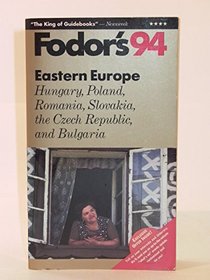 "The King of Guidebooks" — Newsweek
★★★★
Fodor's94
Eastern Europe
Hungary, Poland,
Romania, Slovakia,
the Czech Republic,
and Bulgaria